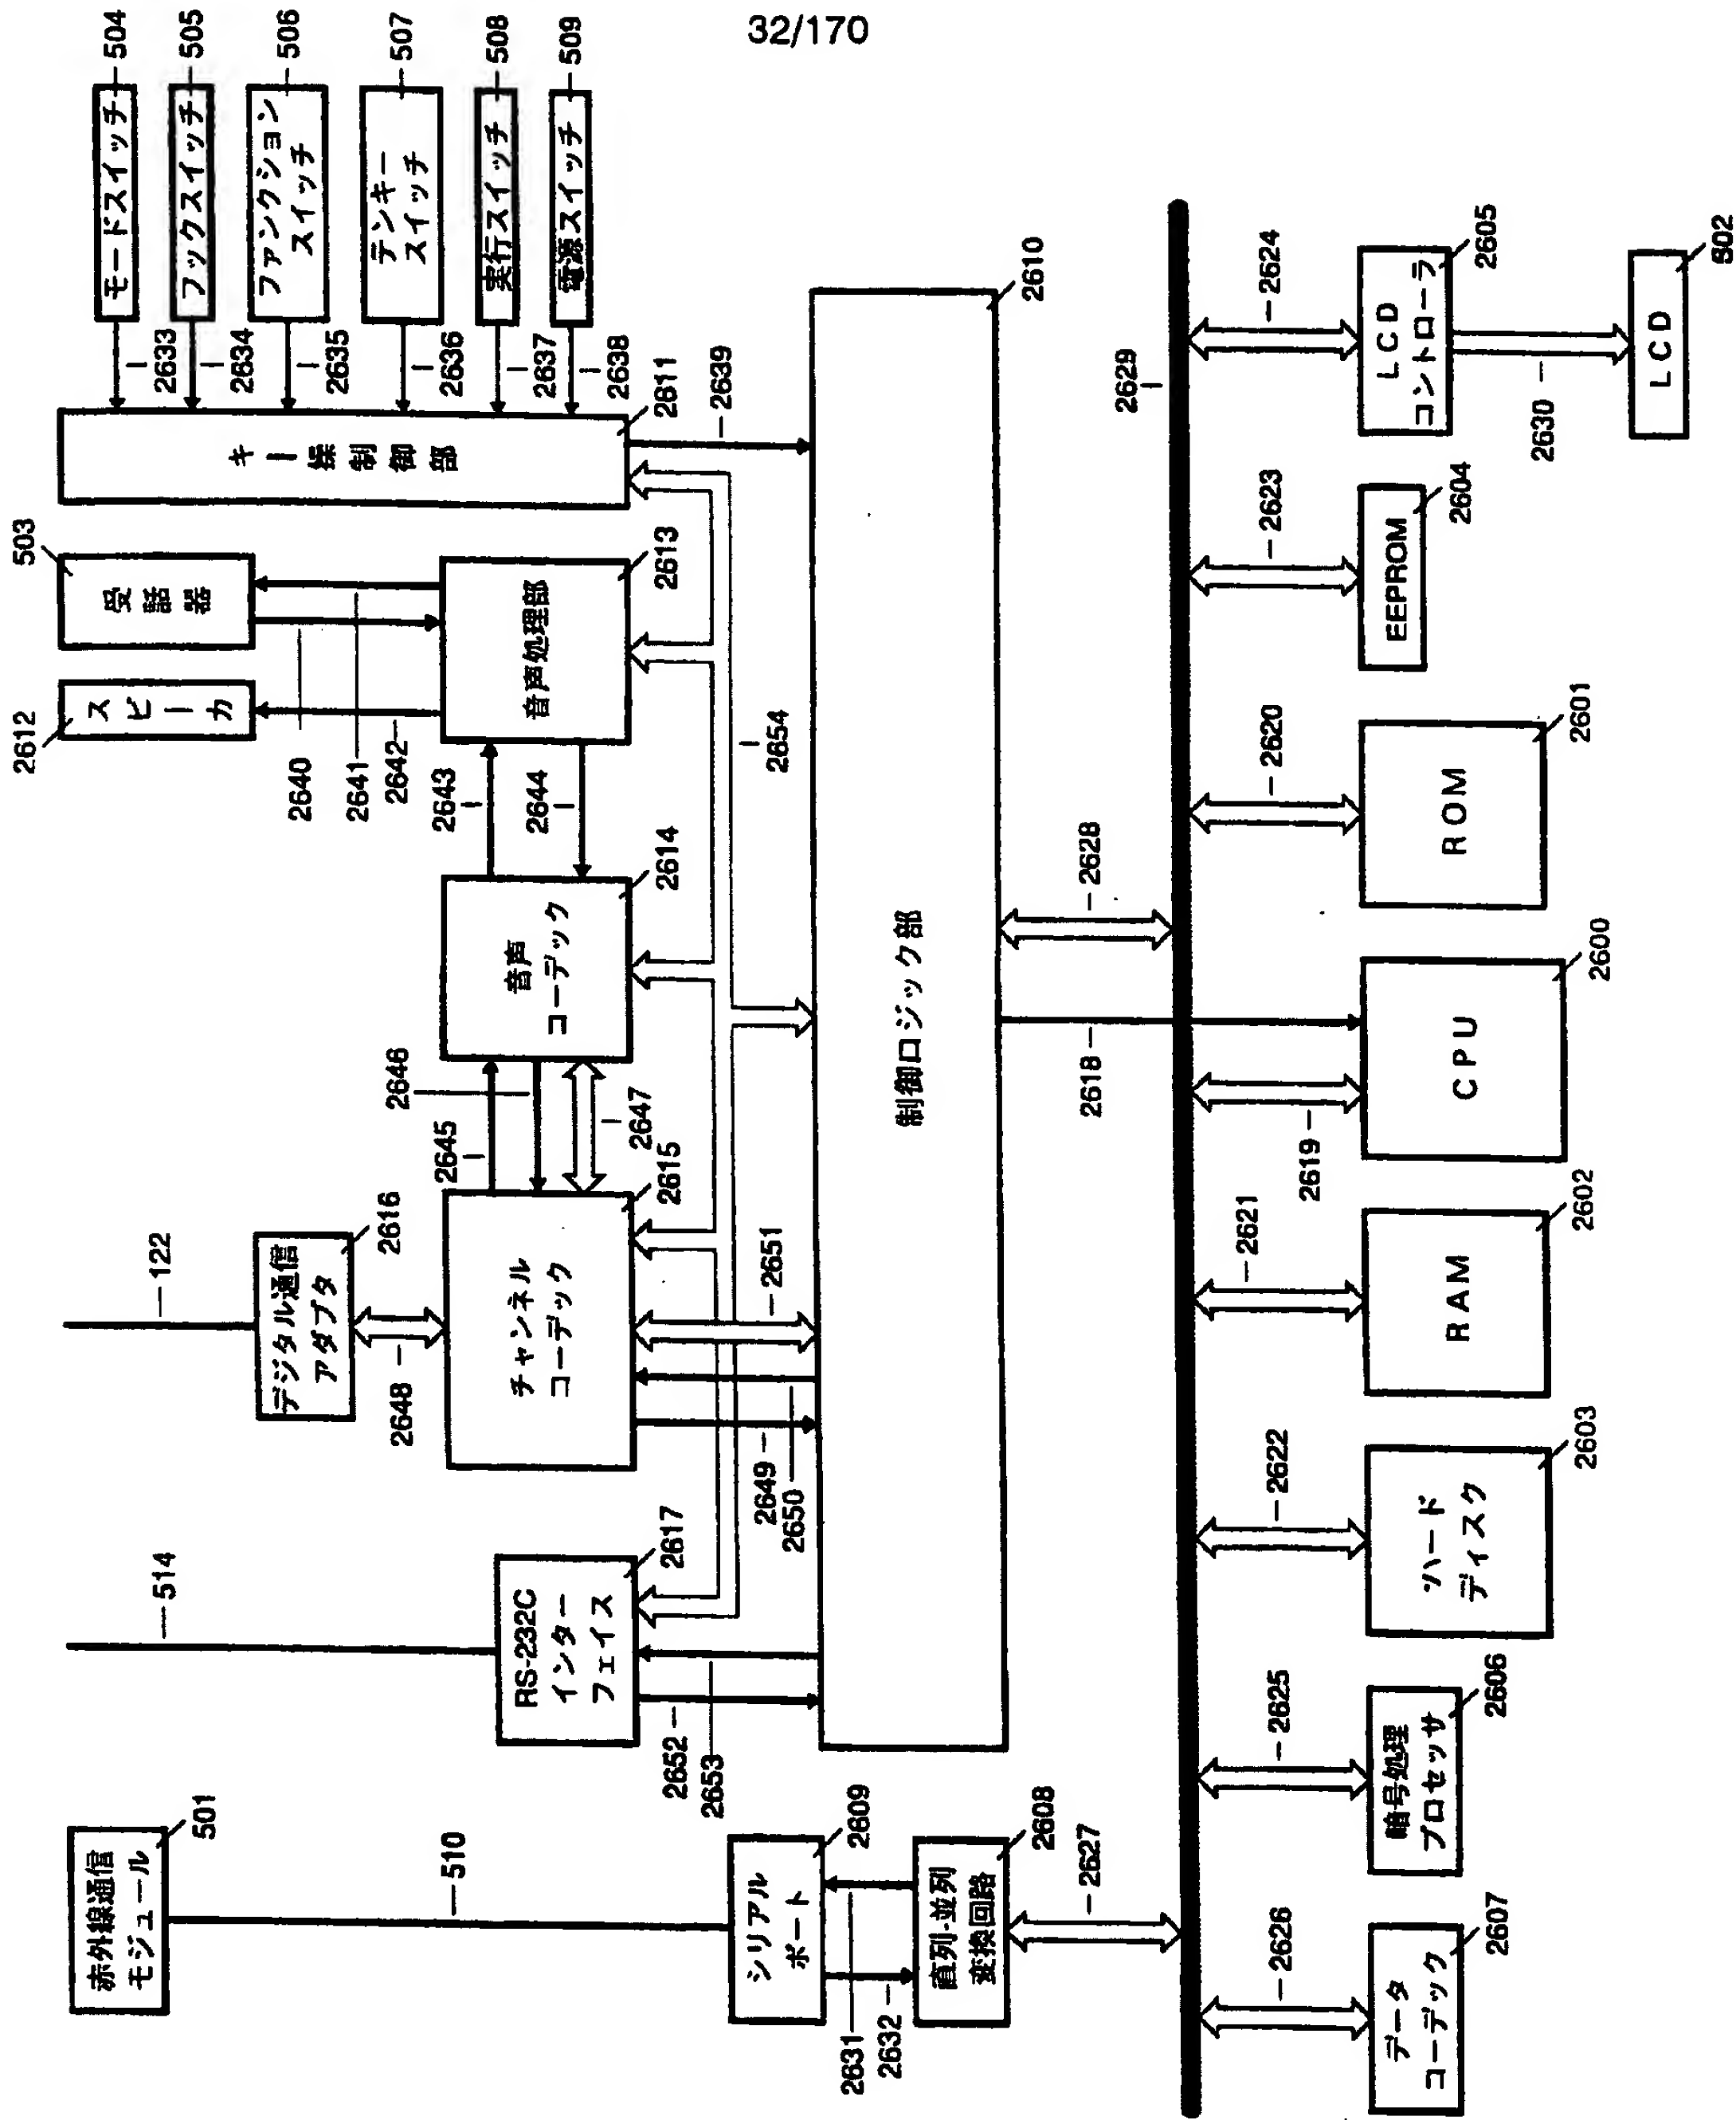 32/170
赤外線通信
モジュール
501
510
514
122
2612
スピーカ
503
受話器
モードスイッチ
504
フックスイッチ
505
ファンクション
スイッチ
506
テンキー
スイッチ
507
実行スイッチ
508
電源スイッチ
509
2633
2634
2635
2636
2637
2638
キー操制御部
2611
2639
2640
2641
2642
音声処理部
2613
2643
2644
音声
コーデック
2614
2645
2646
2647
デジタル通信
アダプタ
2616
2648
チャンネル
コーデック
2615
2649
2650
2651
RS-232C
インター
フェイス
2617
2652
2653
2654
シリアル
ポート
2609
2631
2632
直列-並列
変換回路
2608
2627
制御ロジック部
2610
2618
2628
2629
2626
2625
2622
2621
2619
2620
2623
2624
データ
コーデック
2607
暗号処理
プロセッサ
2606
ハード
ディスク
2603
RAM
2602
CPU
2600
ROM
2601
EEPROM
2604
LCD
コントローラ
2605
2630
LCD
502